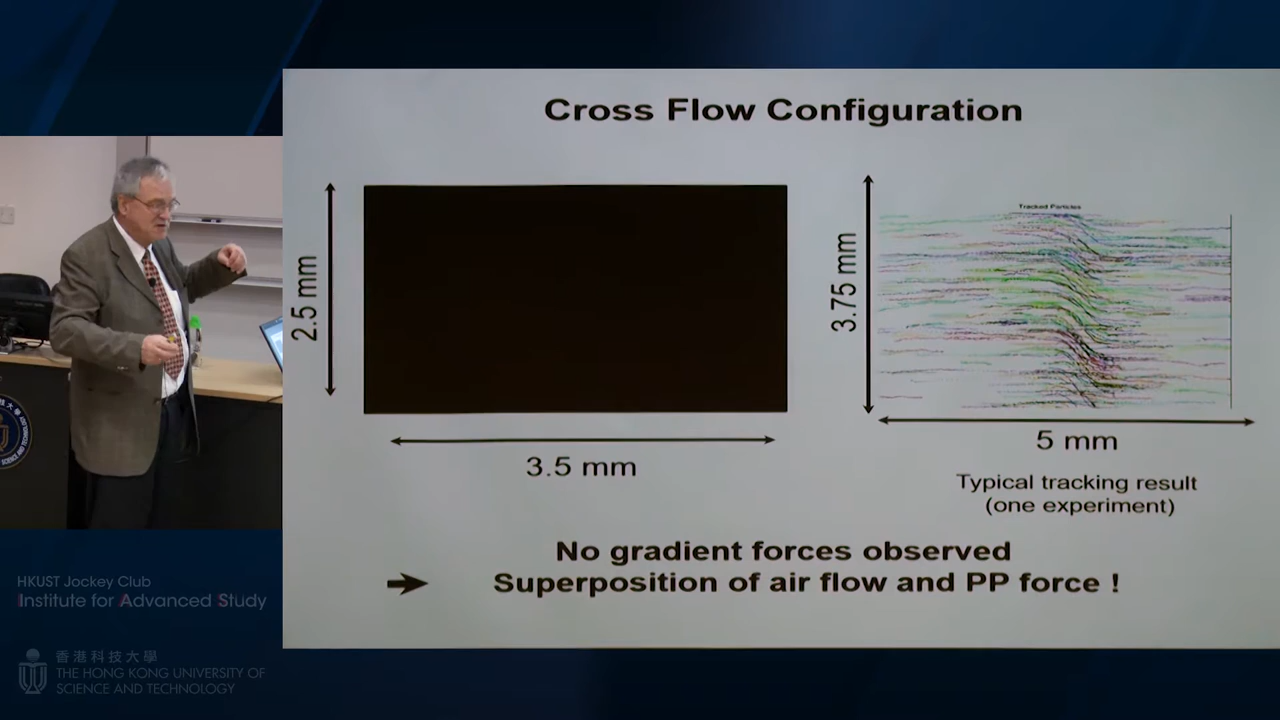 Cross Flow Configuration
2.5 mm
3.5 mm
3.75 mm
Tracked Particles
5 mm
Typical tracking result
(one experiment)
No gradient forces observed
Superposition of air flow and PP force !
HKUST Jockey Club
Institute for Advanced Study
香港科技大學
THE HONG KONG UNIVERSITY OF
SCIENCE AND TECHNOLOGY